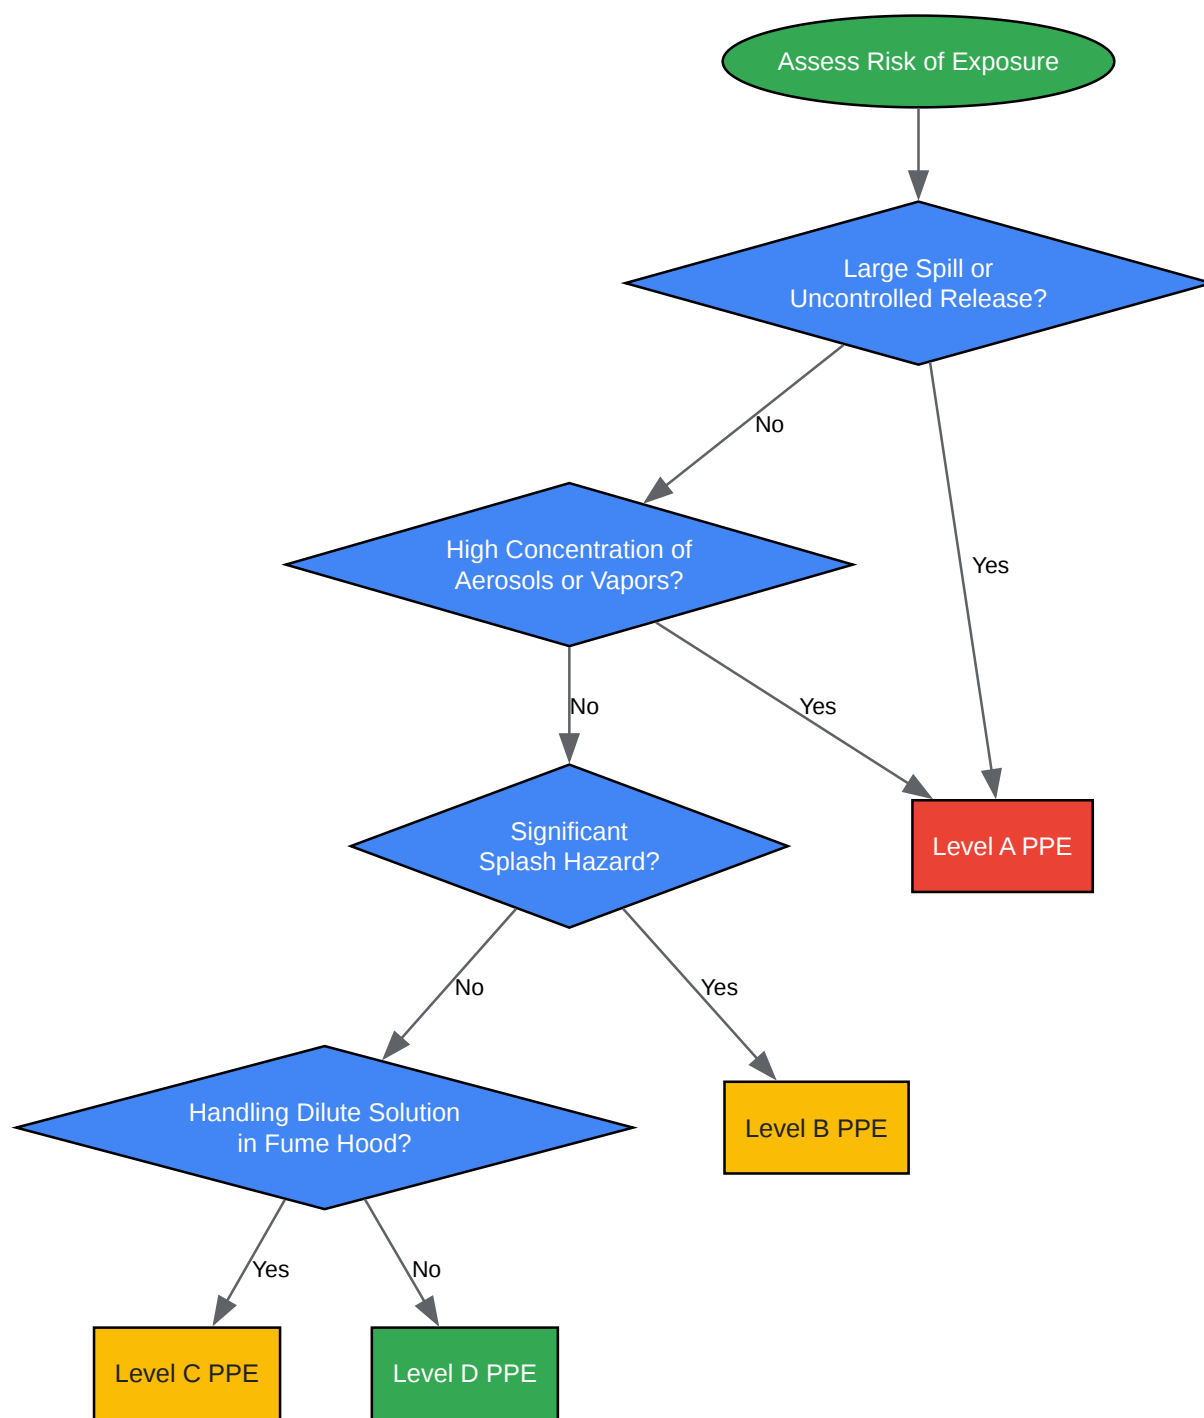 Assess Risk of Exposure
Large Spill or
Uncontrolled Release?
No
Yes
High Concentration of
Aerosols or Vapors?
No
Yes
Significant
Splash Hazard?
Level A PPE
No
Yes
Handling Dilute Solution
in Fume Hood?
Level B PPE
Yes
No
Level C PPE
Level D PPE